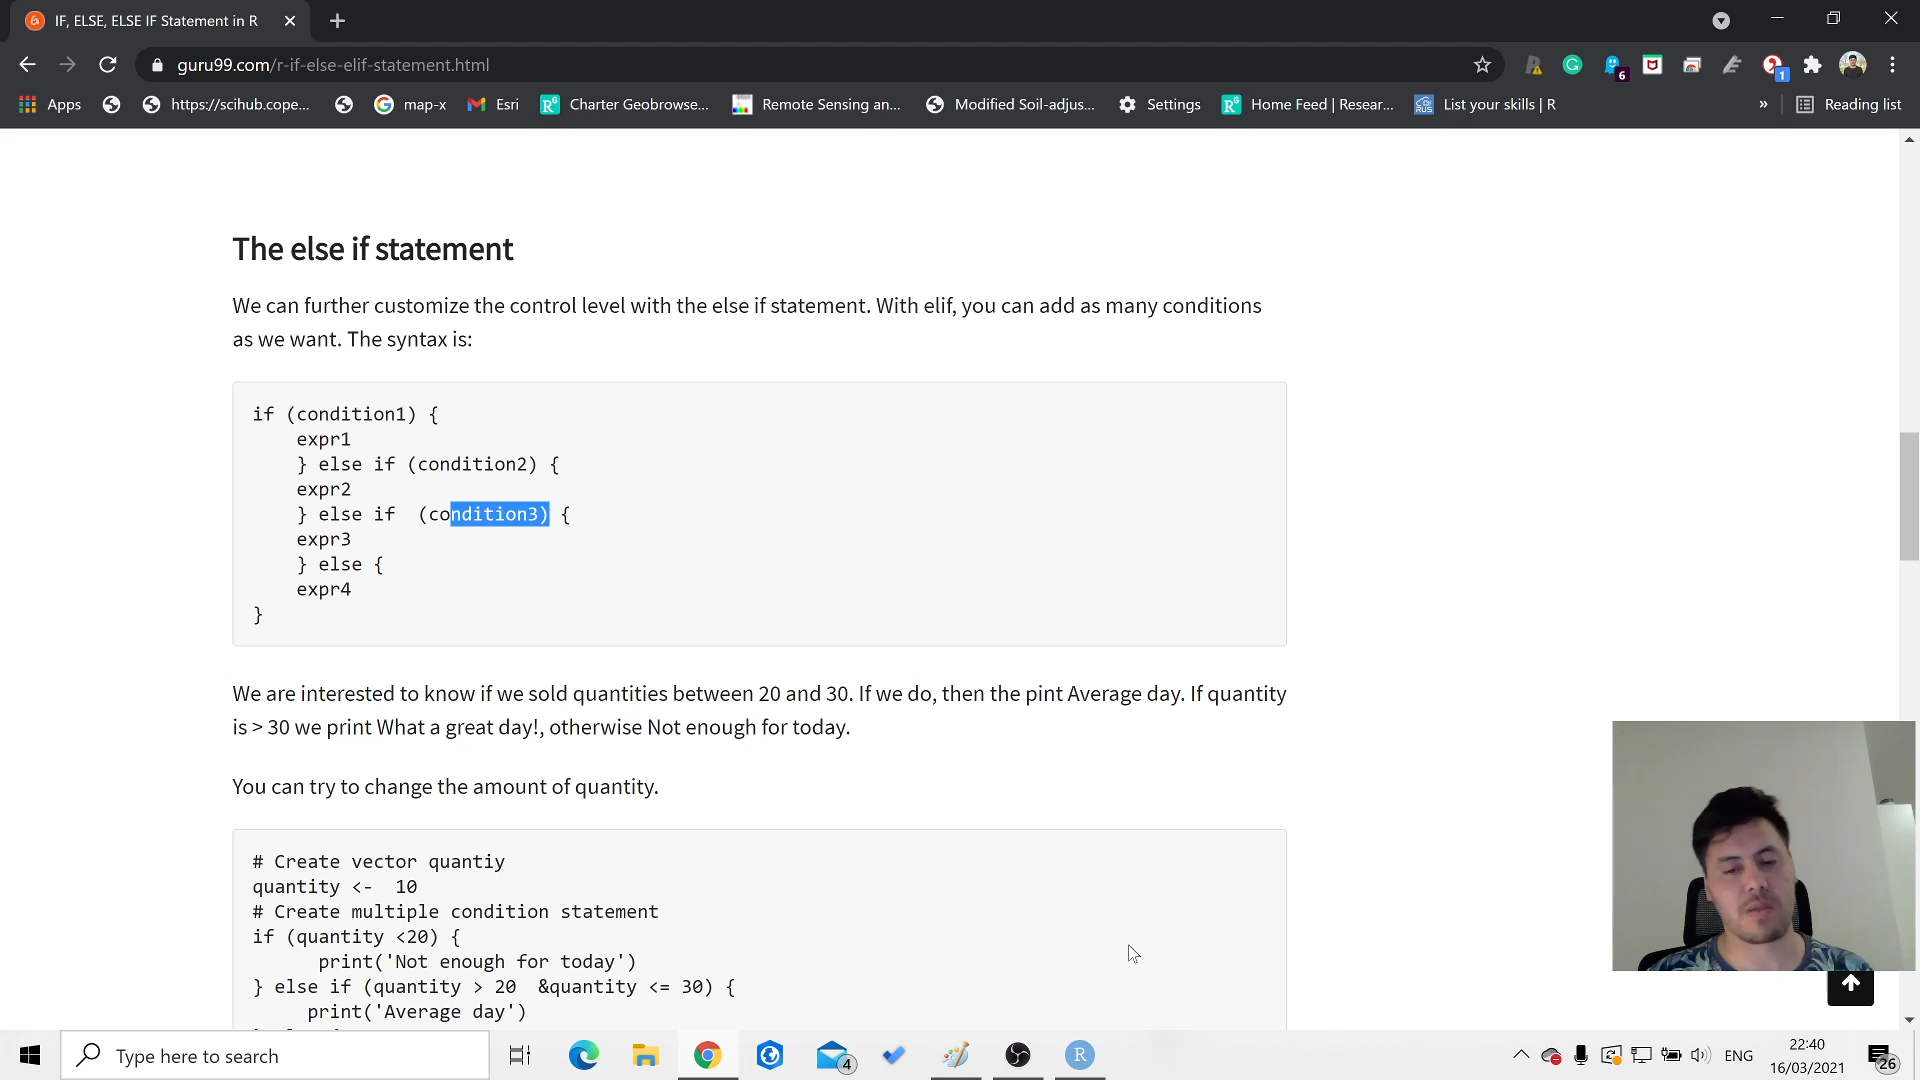 IF, ELSE, ELSE IF Statement in R
guru99.com/r-if-else-elif-statement.html
6
1
Apps
https://scihub.cope...
map-x
Esri
Charter Geobrowse...
Remote Sensing an...
Modified Soil-adjus...
Settings
Home Feed | Resear...
List your skills | R
»
Reading list
The else if statement
We can further customize the control level with the else if statement. With elif, you can add as many conditions
as we want. The syntax is:
if (condition1) {
expr1
} else if (condition2) {
expr2
} else if  (condition3) {
expr3
} else {
expr4
}
We are interested to know if we sold quantities between 20 and 30. If we do, then the pint Average day. If quantity
is > 30 we print What a great day!, otherwise Not enough for today.
You can try to change the amount of quantity.
# Create vector quantiy
quantity <-  10
# Create multiple condition statement
if (quantity <20) {
print('Not enough for today')
} else if (quantity > 20  &quantity <= 30) {
print('Average day')
Type here to search
4
R
ENG
22:40
16/03/2021
26